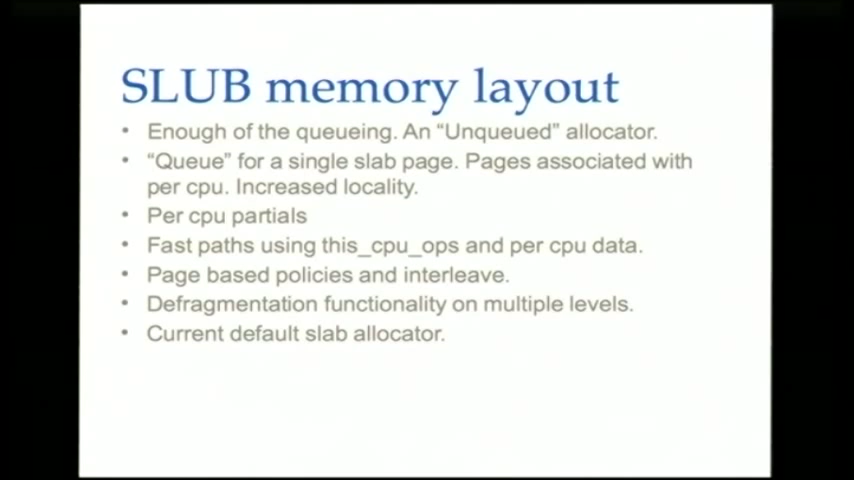 SLUB memory layout
• Enough of the queueing. An “Unqueued” allocator.
• “Queue” for a single slab page. Pages associated with
per cpu. Increased locality.
• Per cpu partials
• Fast paths using this_cpu_ops and per cpu data.
• Page based policies and interleave.
• Defragmentation functionality on multiple levels.
• Current default slab allocator.